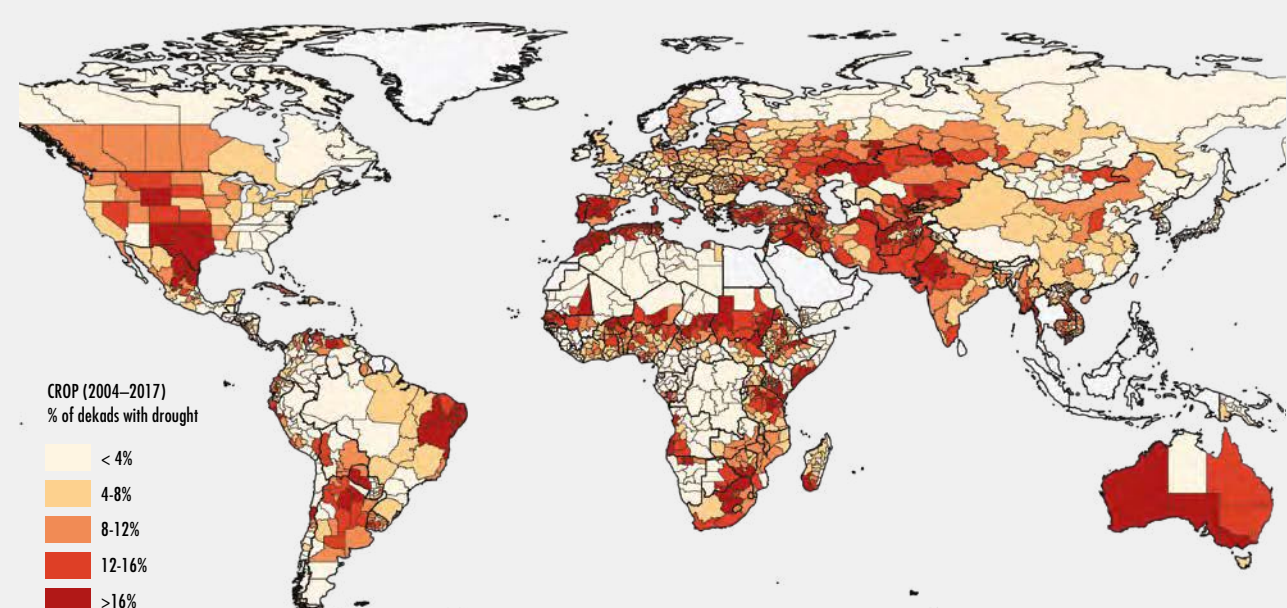 CROP (2004–2017)
% of dekads with drought
< 4%
4-8%
8-12%
12-16%
>16%